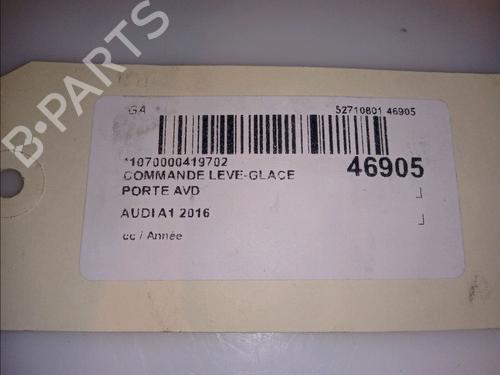 B-PARTS
GA
52710801 46905
*1070000419702
46905
COMMANDE LEVE-GLACE
PORTE AVD
AUDI A1 2016
cc / Année